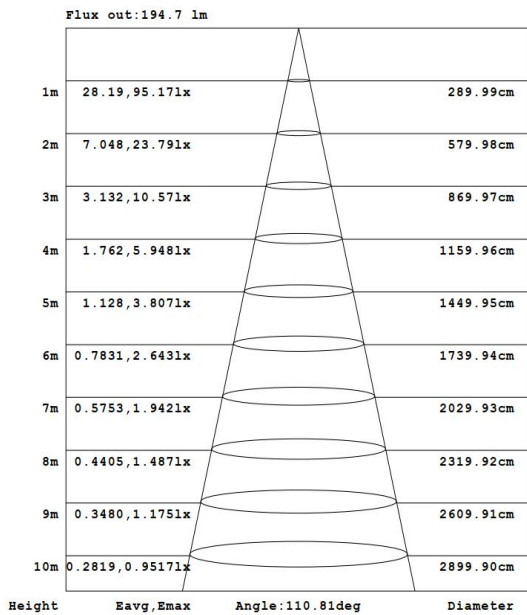 Flux out:194.7 lm
1m 28.19,95.17lx 289.99cm
2m 7.048,23.79lx 579.98cm
3m 3.132,10.57lx 869.97cm
4m 1.762,5.948lx 1159.96cm
5m 1.128,3.807lx 1449.95cm
6m 0.7831,2.643lx 1739.94cm
7m 0.5753,1.942lx 2029.93cm
8m 0.4405,1.487lx 2319.92cm
9m 0.3480,1.175lx 2609.91cm
10m 0.2819,0.9517lx 2899.90cm
Height Eavg,Emax Angle:110.81deg Diameter